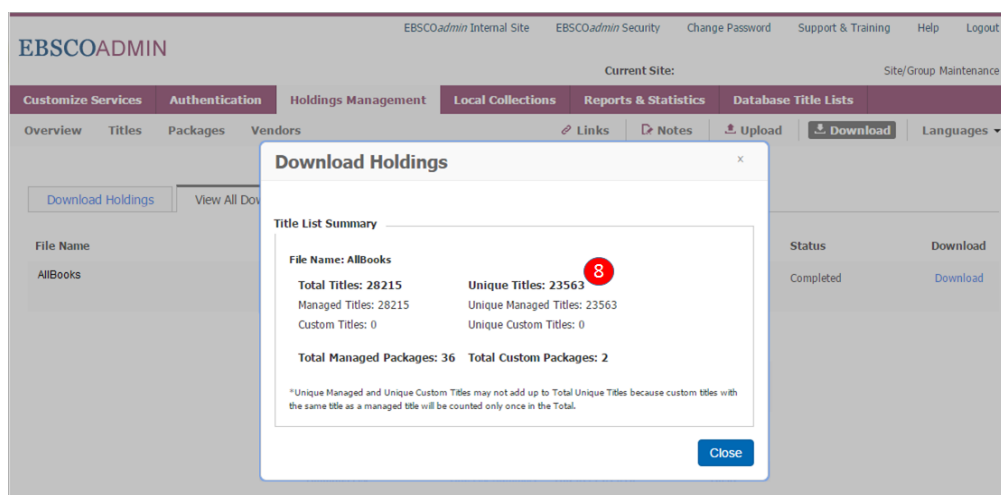 EBSCOadmin Internal Site EBSCOadmin Security Change Password Support & Training Help Logout
EBSCOADMIN
Current Site: Site/Group Maintenance
Customize Services Authentication Holdings Management Local Collections Reports & Statistics Database Title Lists
Overview Titles Packages Vendors Links Notes Upload Download Languages
Download Holdings x
Download Holdings View All Dow
Title List Summary
File Name Status Download
File Name: AllBooks
AllBooks Completed Download
8
Total Titles: 28215 Unique Titles: 23563
Managed Titles: 28215 Unique Managed Titles: 23563
Custom Titles: 0 Unique Custom Titles: 0
Total Managed Packages: 36 Total Custom Packages: 2
*Unique Managed and Unique Custom Titles may not add up to Total Unique Titles because custom titles with
the same title as a managed title will be counted only once in the Total.
Close